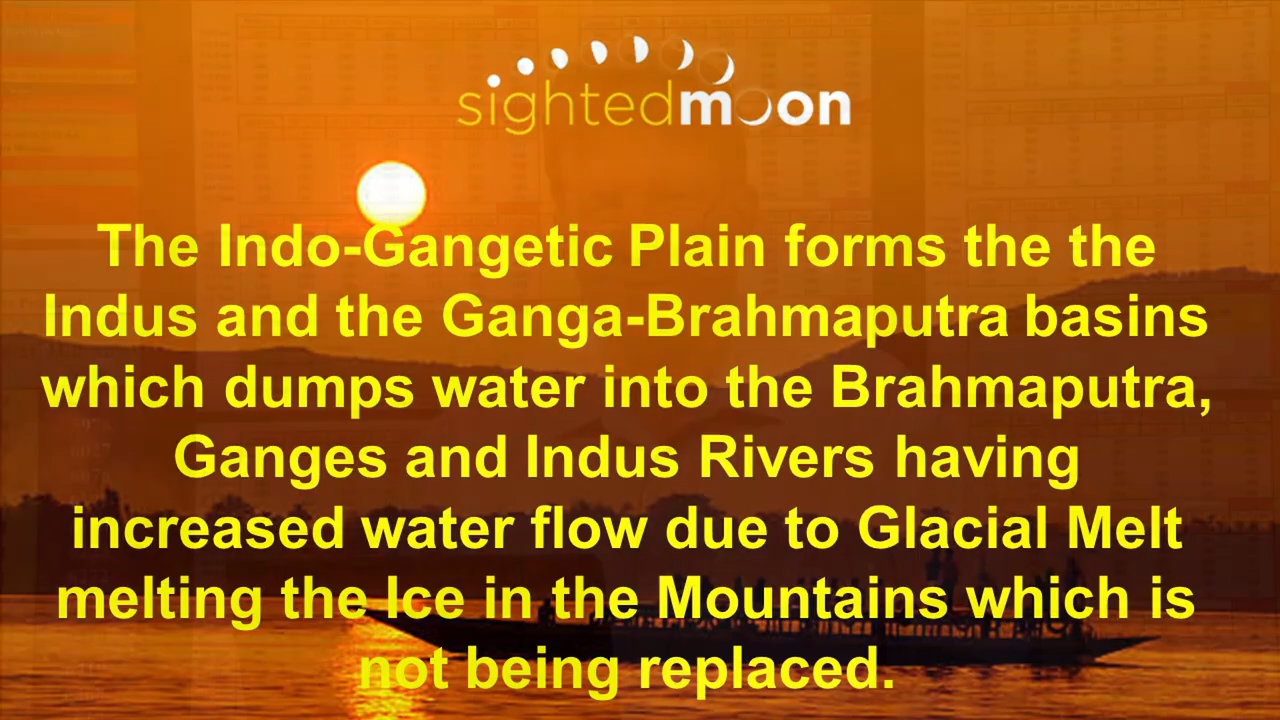 sightedmoon
The Indo-Gangetic Plain forms the the
Indus and the Ganga-Brahmaputra basins
which dumps water into the Brahmaputra,
Ganges and Indus Rivers having
increased water flow due to Glacial Melt
melting the Ice in the Mountains which is
not being replaced.